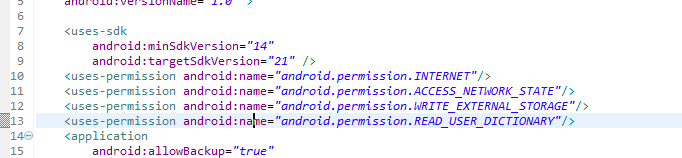 5 android:versionName="1.0" >
6
7 <uses-sdk
8 android:minSdkVersion="14"
9 android:targetSdkVersion="21" />
10 <uses-permission android:name="android.permission.INTERNET"/>
11 <uses-permission android:name="android.permission.ACCESS_NETWORK_STATE"/>
12 <uses-permission android:name="android.permission.WRITE_EXTERNAL_STORAGE"/>
13 <uses-permission android:name="android.permission.READ_USER_DICTIONARY"/>
14 <application
15 android:allowBackup="true"